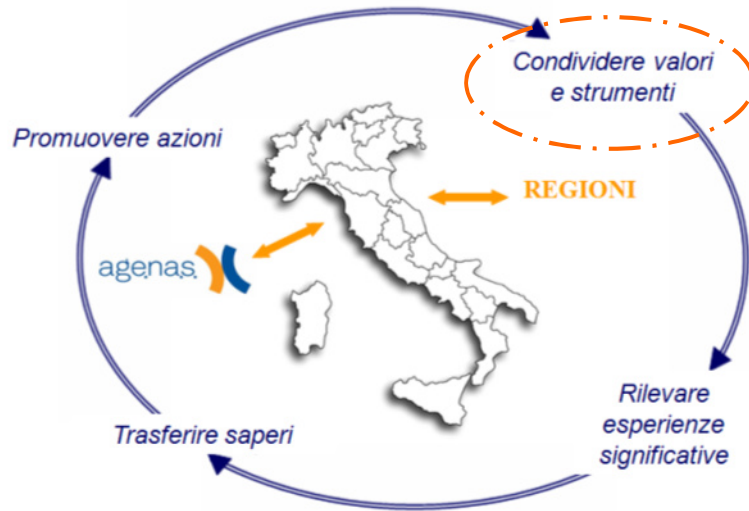 Condividere valori
e strumenti
Promuovere azioni
REGIONI
agenas.
Rilevare
esperienze
significative
Trasferire saperi